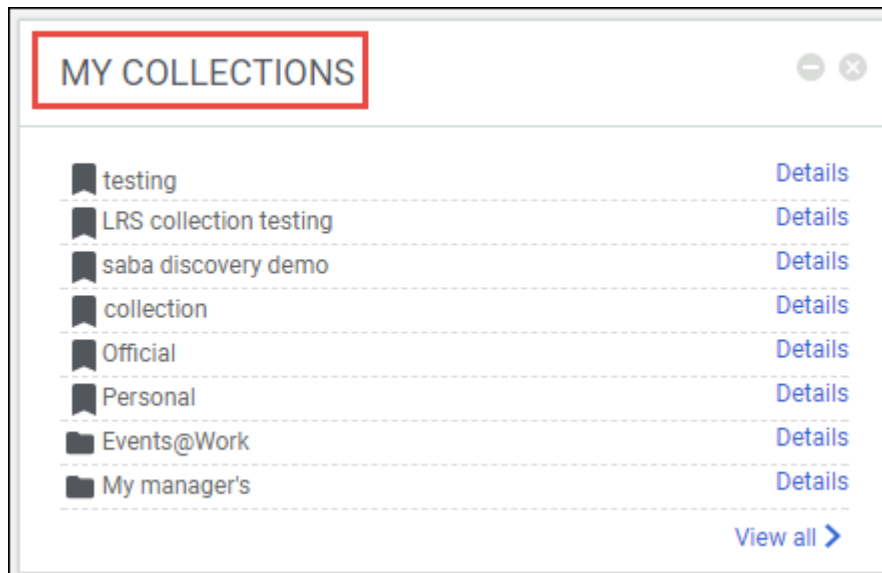 MY COLLECTIONS
testing Details
LRS collection testing Details
saba discovery demo Details
collection Details
Official Details
Personal Details
Events@Work Details
My manager's Details
View all